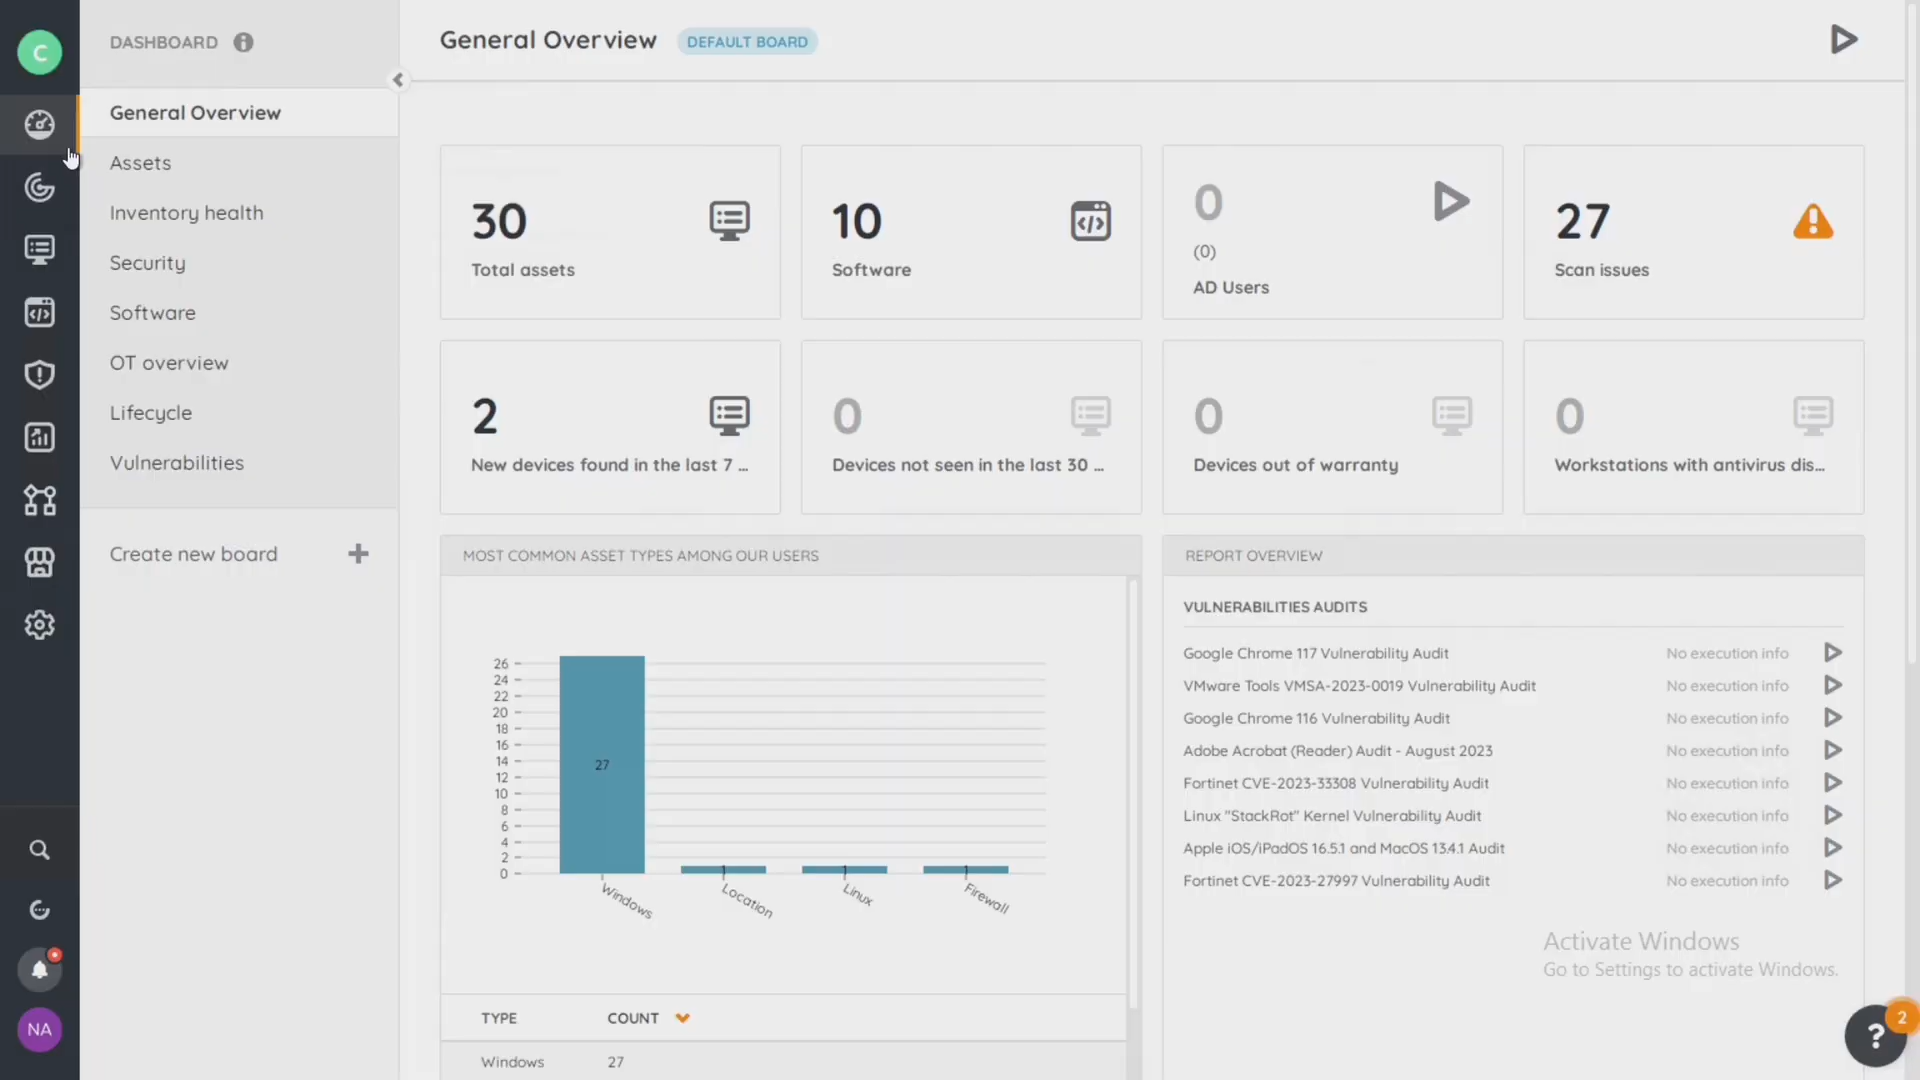 C
DASHBOARD
General Overview
Assets
Inventory health
Security
Software
OT overview
Lifecycle
Vulnerabilities
Create new board
NA
General Overview
DEFAULT BOARD
30
Total assets
10
Software
0
(0)
AD Users
27
Scan issues
2
New devices found in the last 7 ...
0
Devices not seen in the last 30 ...
0
Devices out of warranty
0
Workstations with antivirus dis...
MOST COMMON ASSET TYPES AMONG OUR USERS
26
24
22
20
18
16
14
12
10
8
6
4
2
0
27
1
1
1
Windows
Location
Linux
Firewall
TYPE COUNT
Windows 27
REPORT OVERVIEW
VULNERABILITIES AUDITS
Google Chrome 117 Vulnerability Audit No execution info
VMware Tools VMSA-2023-0019 Vulnerability Audit No execution info
Google Chrome 116 Vulnerability Audit No execution info
Adobe Acrobat (Reader) Audit - August 2023 No execution info
Fortinet CVE-2023-33308 Vulnerability Audit No execution info
Linux "StackRot" Kernel Vulnerability Audit No execution info
Apple iOS/iPadOS 16.5.1 and MacOS 13.4.1 Audit No execution info
Fortinet CVE-2023-27997 Vulnerability Audit No execution info
Activate Windows
Go to Settings to activate Windows.
?
2